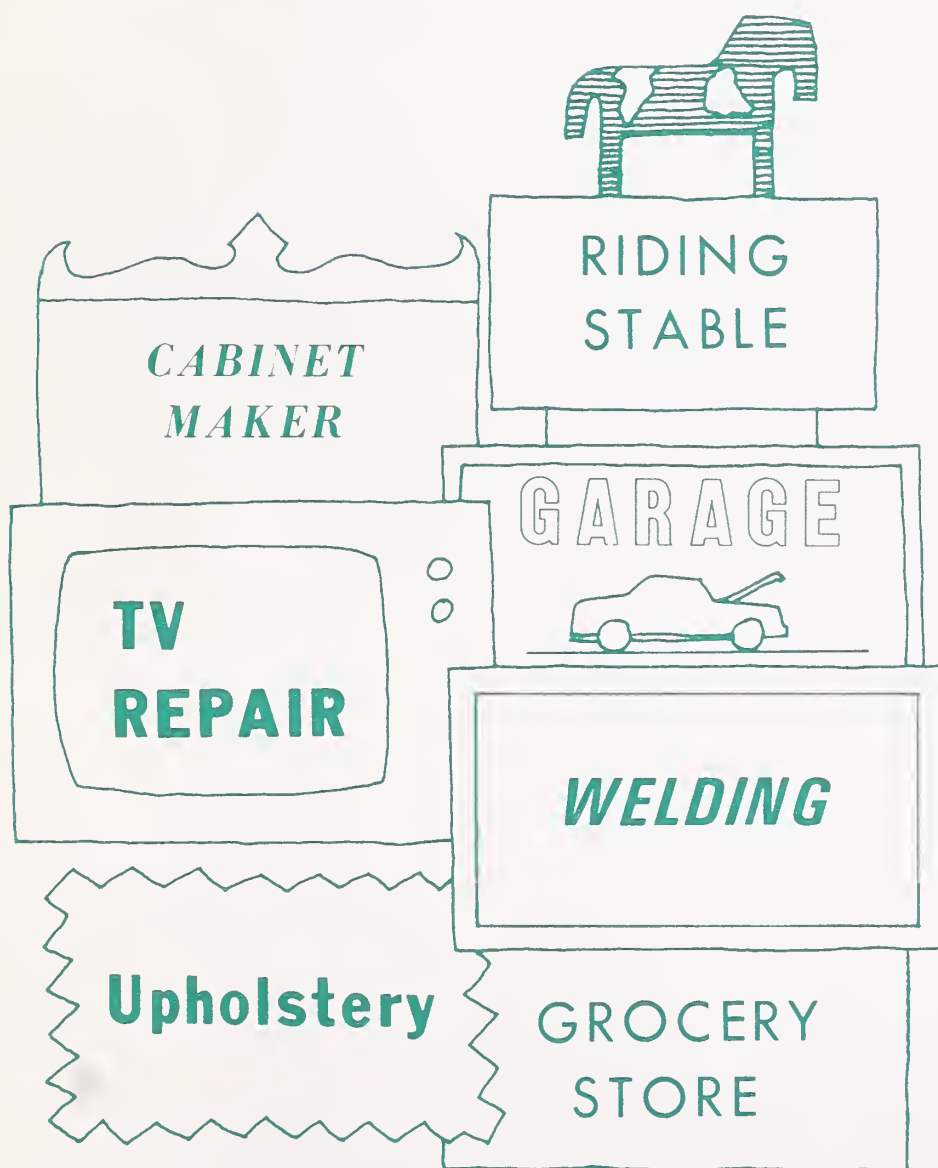 RIDING
STABLE
CABINET
MAKER
GARAGE
TV
REPAIR
WELDING
Upholstery
GROCERY
STORE